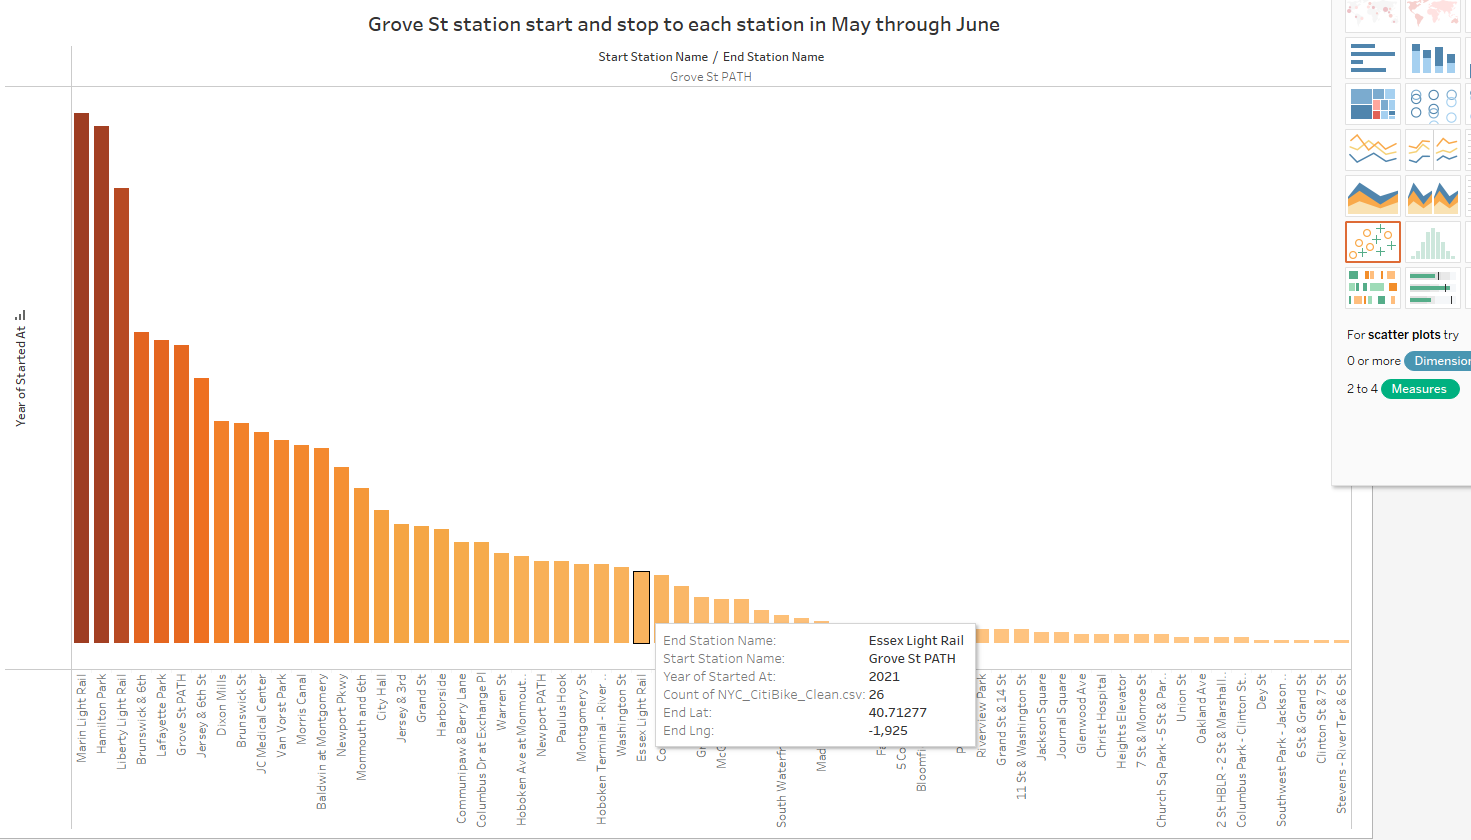 Grove St station start and stop to each station in May through June
Start Station Name / End Station Name
Grove St PATH
Year of Started At
End Station Name: Essex Light Rail
Start Station Name: Grove St PATH
Year of Started At: 2021
Count of NYC_CitiBike_Clean.csv: 26
End Lat: 40.71277
End Lng: -1,925
Marin Light Rail
Hamilton Park
Liberty Light Rail
Brunswick & 6th
Lafayette Park
Grove St PATH
Jersey & 6th St
Dixon Mills
Brunswick St
JC Medical Center
Van Vorst Park
Morris Canal
Baldwin at Montgomery
Newport Pkwy
Monmouth and 6th
City Hall
Jersey & 3rd
Grand St
Harborside
Communipaw & Berry Lane
Columbus Dr at Exchange Pl
Warren St
Hoboken Ave at Monmout..
Newport PATH
Paulus Hook
Montgomery St
Hoboken Terminal - River ..
Washington St
Essex Light Rail
Co
Gr
McG
South Waterfr
Mad
Fa
5 Co
Bloomfi
P
Riverview Park
Grand St & 14 St
11 St & Washington St
Jackson Square
Journal Square
Glenwood Ave
Christ Hospital
Heights Elevator
7 St & Monroe St
Church Sq Park - 5 St & Par..
Union St
Oakland Ave
2 St HBLR - 2 St & Marshall..
Columbus Park - Clinton St..
Dey St
Southwest Park - Jackson ..
6 St & Grand St
Clinton St & 7 St
Stevens - River Ter & 6 St
For scatter plots try
0 or more Dimension
2 to 4 Measures